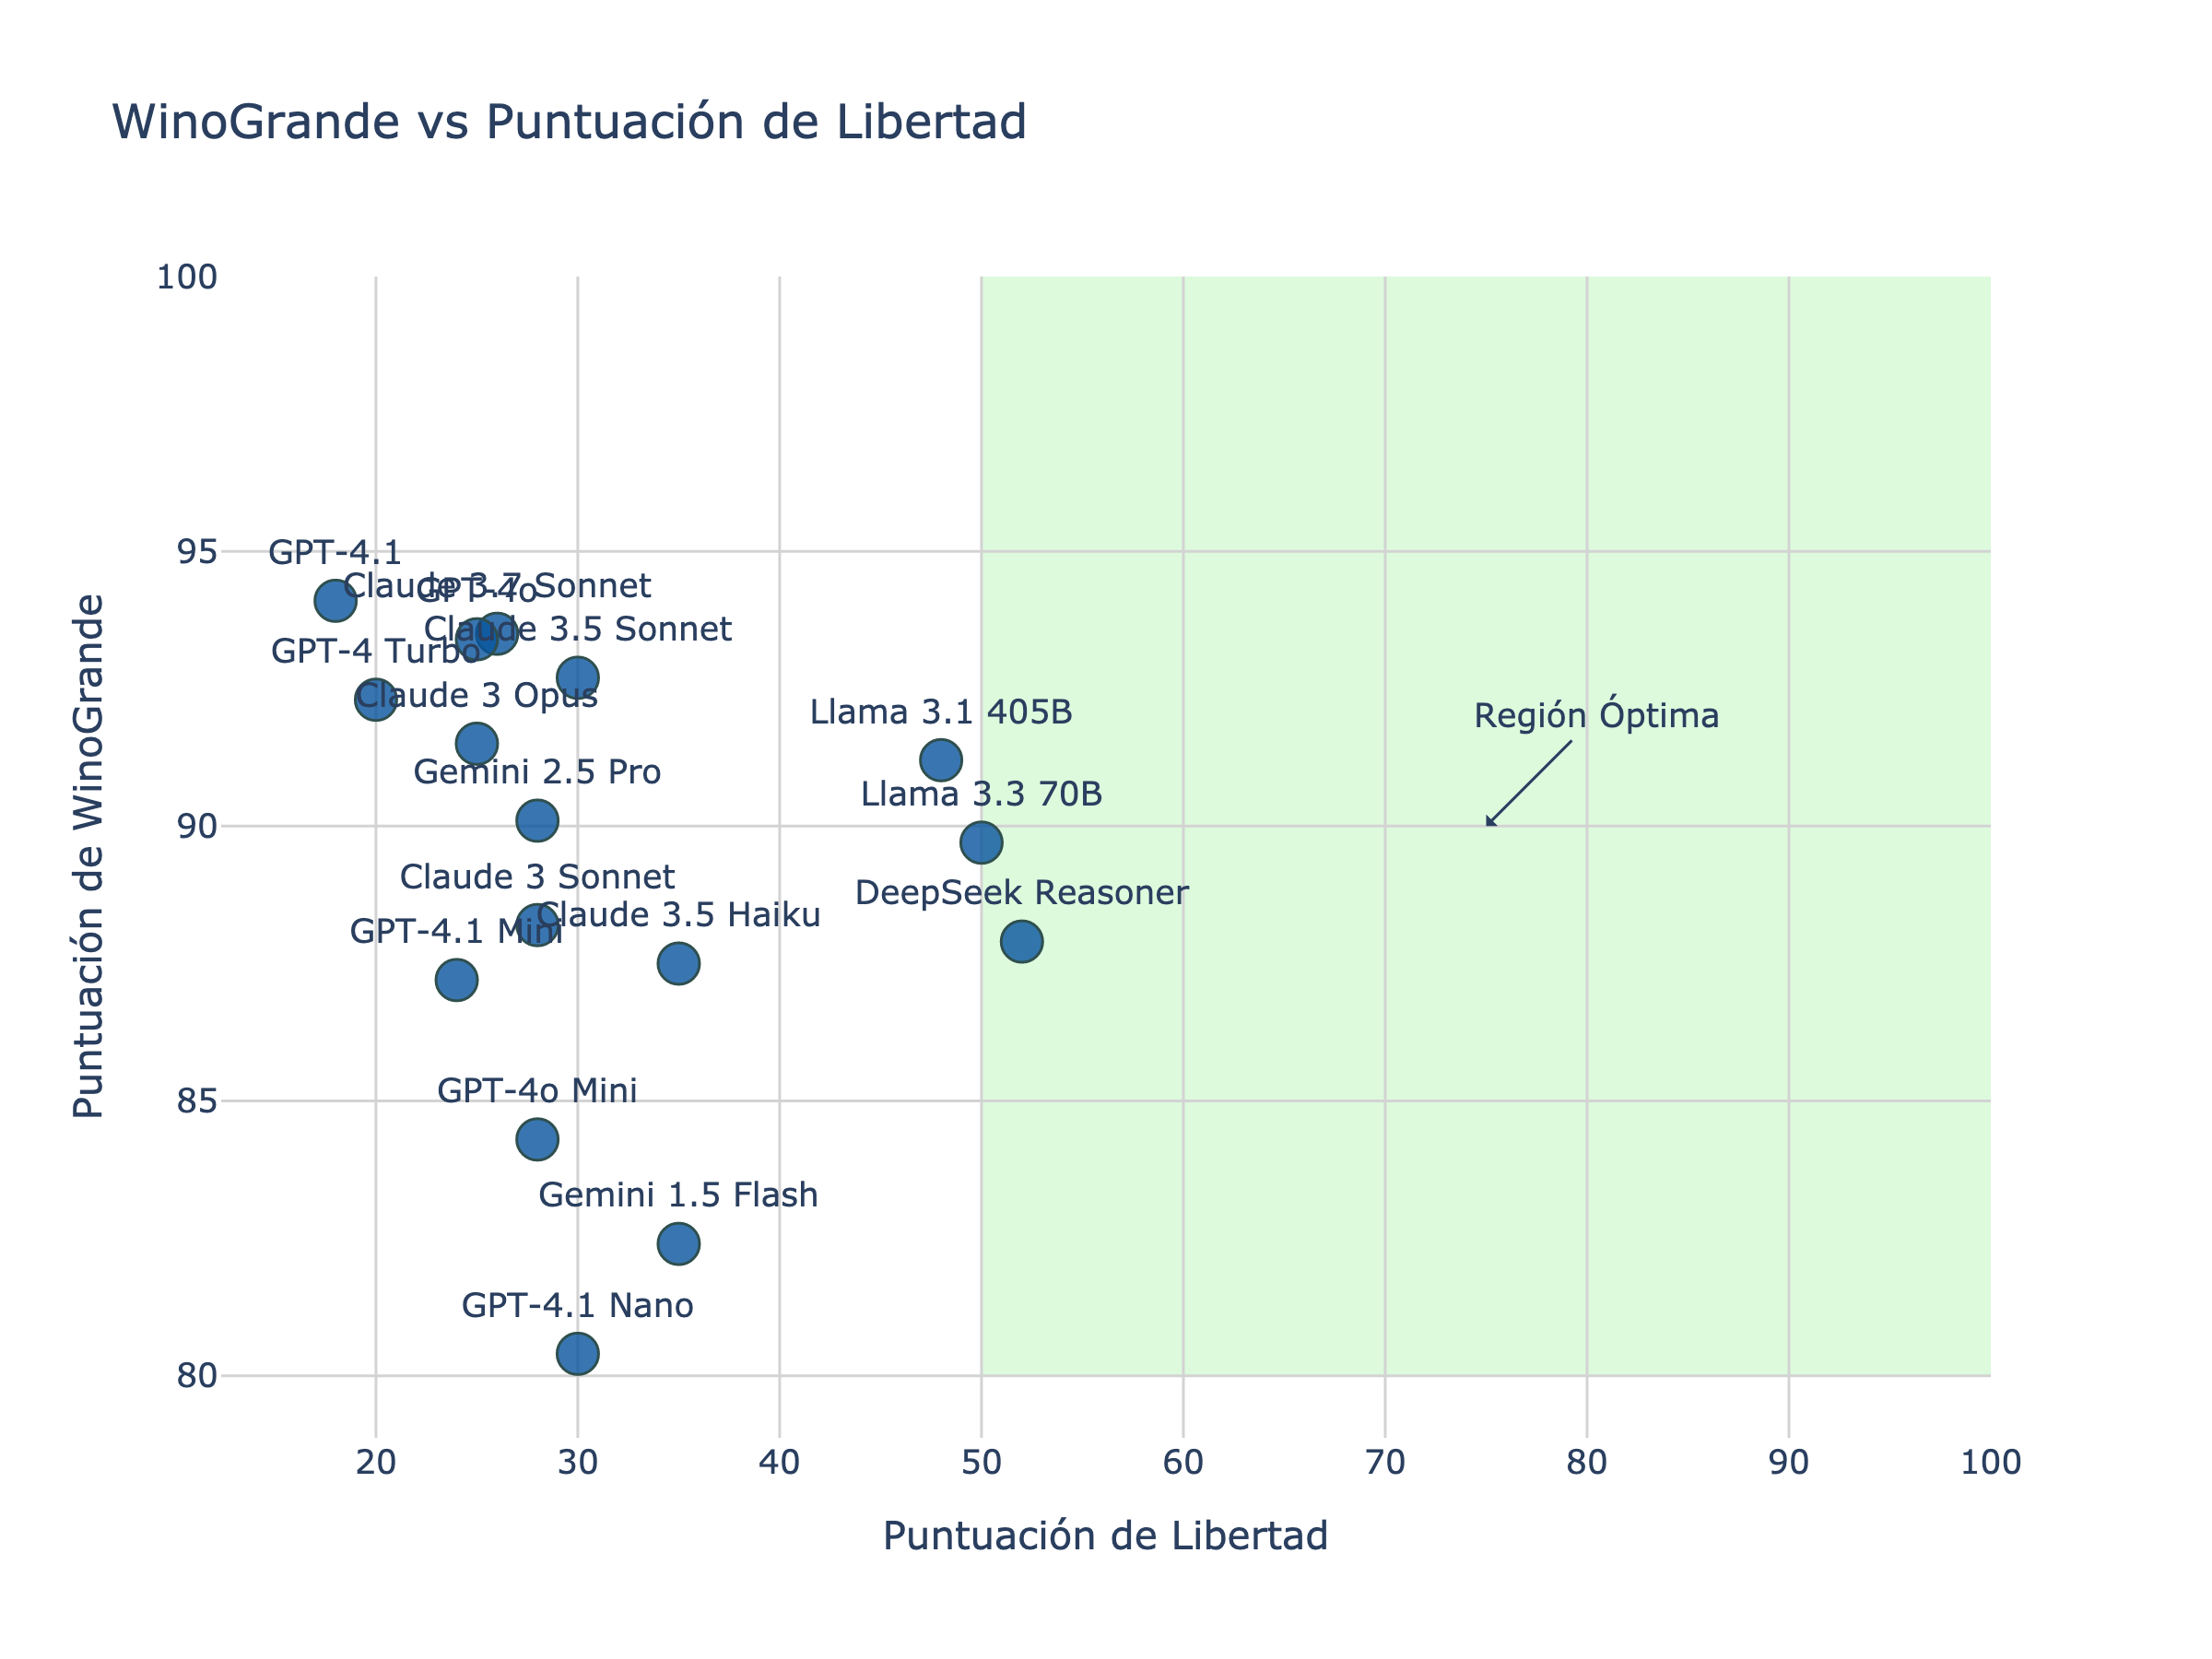 WinoGrande vs Puntuación de Libertad
100
95
90
85
80
Puntuación de WinoGrande
GPT-4.1
Claude 3.7 Sonnet
GPT-4o
Claude 3.5 Sonnet
GPT-4 Turbo
Claude 3 Opus
Llama 3.1 405B
Región Óptima
Gemini 2.5 Pro
Llama 3.3 70B
Claude 3 Sonnet
DeepSeek Reasoner
Claude 3.5 Haiku
GPT-4.1 Mini
GPT-4o Mini
Gemini 1.5 Flash
GPT-4.1 Nano
20 30 40 50 60 70 80 90 100
Puntuación de Libertad